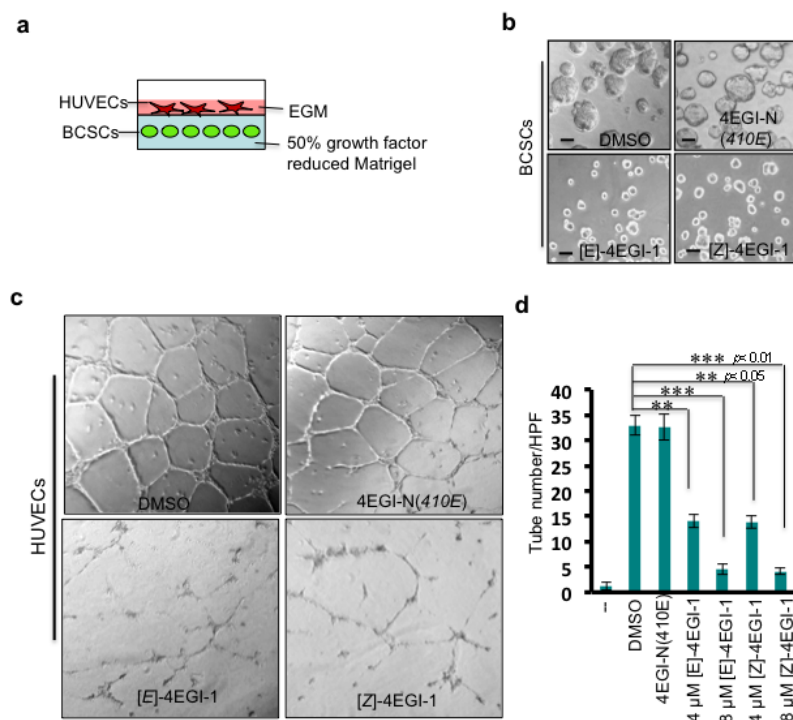 a
HUVECs
EGM
BCSCs
50% growth factor
reduced Matrigel
b
BCSCs
DMSO
4EGI-N
(410E)
[E]-4EGI-1
[Z]-4EGI-1
c
HUVECs
DMSO
4EGI-N(410E)
[E]-4EGI-1
[Z]-4EGI-1
d
*** p< 0.01
** p< 0.05
***
**
Tube number/HPF
40
35
30
25
20
15
10
5
0
--
DMSO
4EGI-N(410E)
4 µM [E]-4EGI-1
8 µM [E]-4EGI-1
4 µM [Z]-4EGI-1
8 µM [Z]-4EGI-1